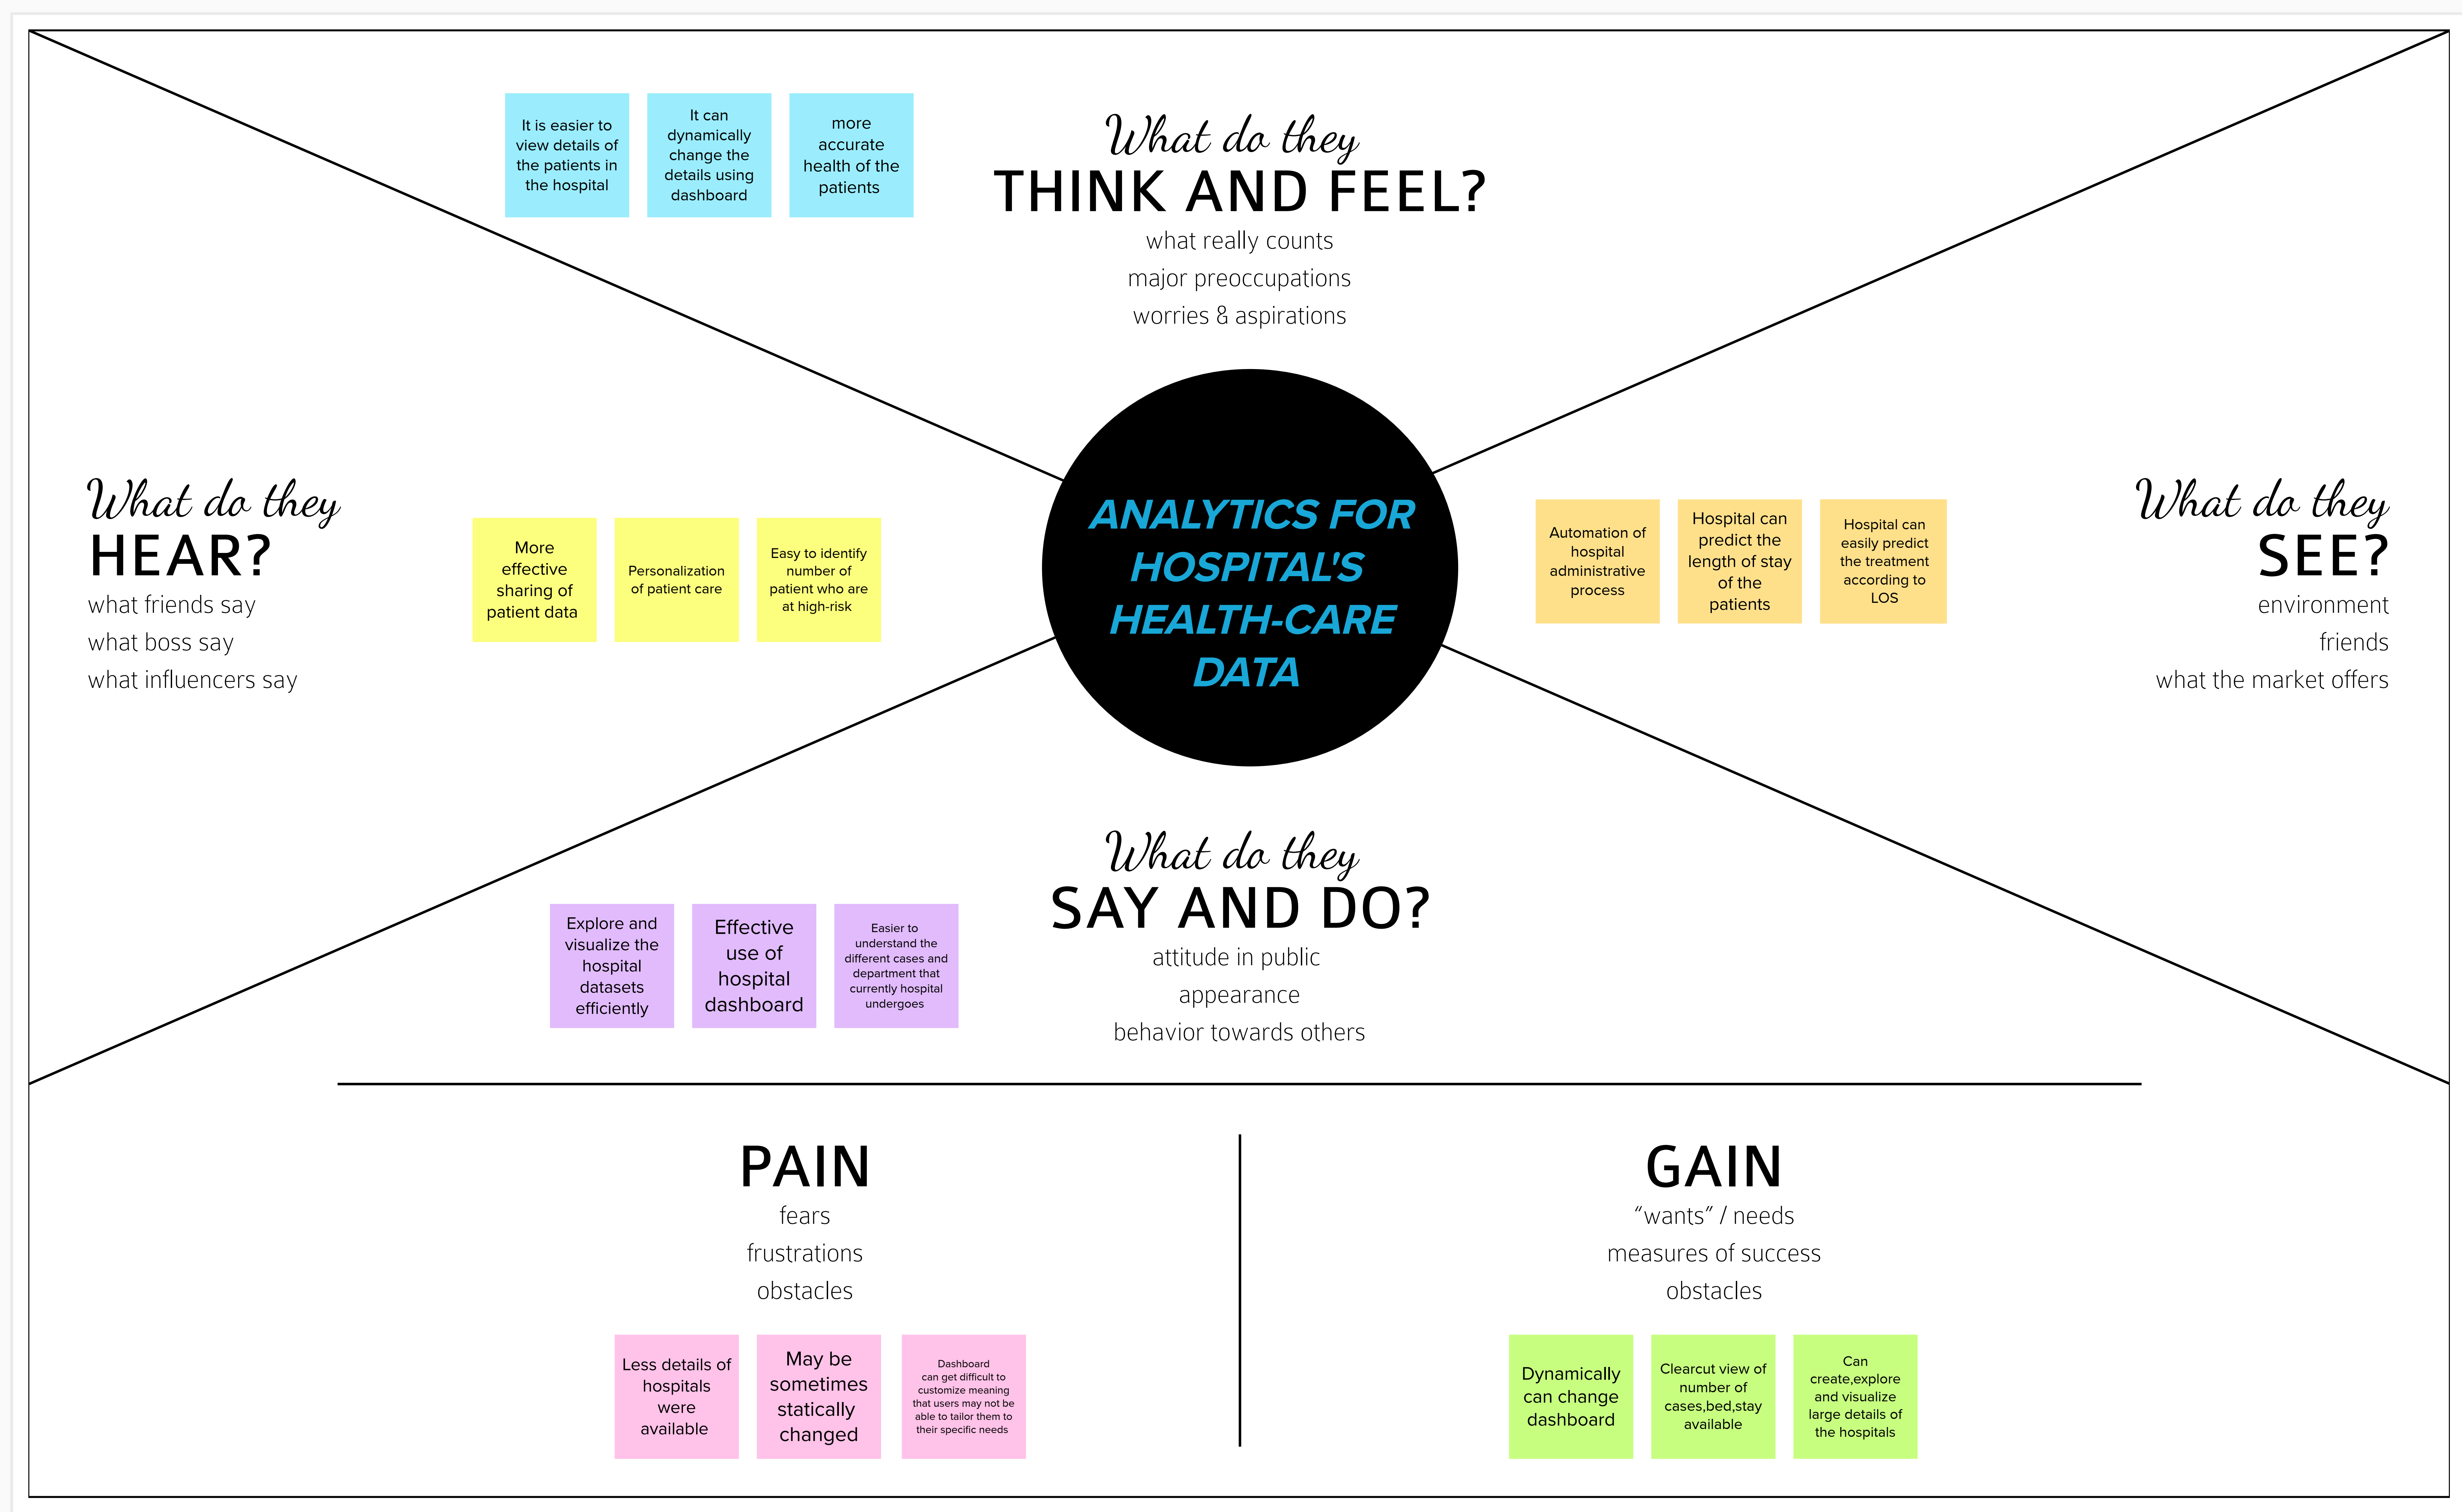 What do they
THINK AND FEEL?
what really counts
major preoccupations
worries & aspirations
It is easier to
view details of
the patients in
the hospital
It can
dynamically
change the
details using
dashboard
more
accurate
health of the
patients
What do they
HEAR?
what friends say
what boss say
what influencers say
More
effective
sharing of
patient data
Personalization
of patient care
Easy to identify
number of
patient who are
at high-risk
ANALYTICS FOR
HOSPITAL'S
HEALTH-CARE
DATA
Automation of
hospital
administrative
process
Hospital can
predict the
length of stay
of the
patients
Hospital can
easily predict
the treatment
according to
LOS
What do they
SEE?
environment
friends
what the market offers
What do they
SAY AND DO?
attitude in public
appearance
behavior towards others
Explore and
visualize the
hospital
datasets
efficiently
Effective
use of
hospital
dashboard
Easier to
understand the
different cases and
department that
currently hospital
undergoes
PAIN
fears
frustrations
obstacles
Less details of
hospitals
were
available
May be
sometimes
statically
changed
Dashboard
can get difficult to
customize meaning
that users may not be
able to tailor them to
their specific needs
GAIN
“wants” / needs
measures of success
obstacles
Dynamically
can change
dashboard
Clearcut view of
number of
cases,bed,stay
available
Can
create,explore
and visualize
large details of
the hospitals